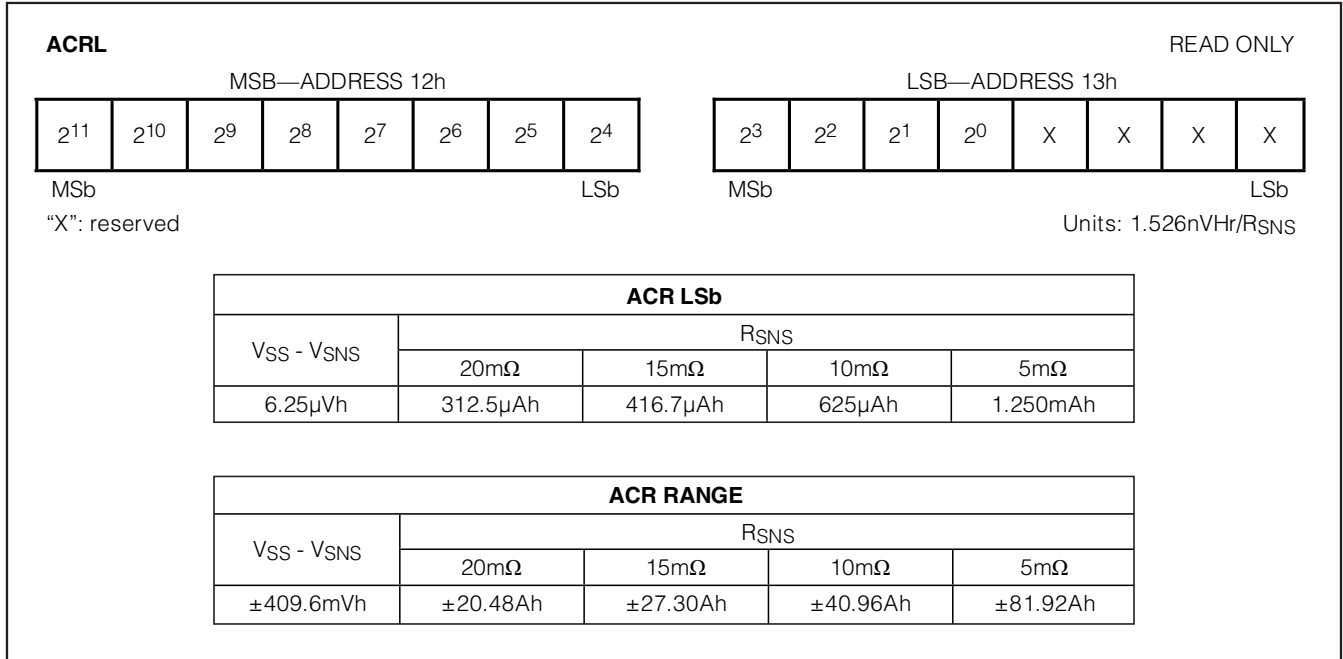 ACRL READ ONLY
MSB—ADDRESS 12h LSB—ADDRESS 13h
2¹¹ 2¹⁰ 2⁹ 2⁸ 2⁷ 2⁶ 2⁵ 2⁴ 2³ 2² 2¹ 2⁰ X X X X
MSb LSb MSb LSb
“X”: reserved Units: 1.526nVHr/RSNS
ACR LSb
VSS - VSNS RSNS
20mΩ 15mΩ 10mΩ 5mΩ
6.25µVh 312.5µAh 416.7µAh 625µAh 1.250mAh
ACR RANGE
VSS - VSNS RSNS
20mΩ 15mΩ 10mΩ 5mΩ
±409.6mVh ±20.48Ah ±27.30Ah ±40.96Ah ±81.92Ah